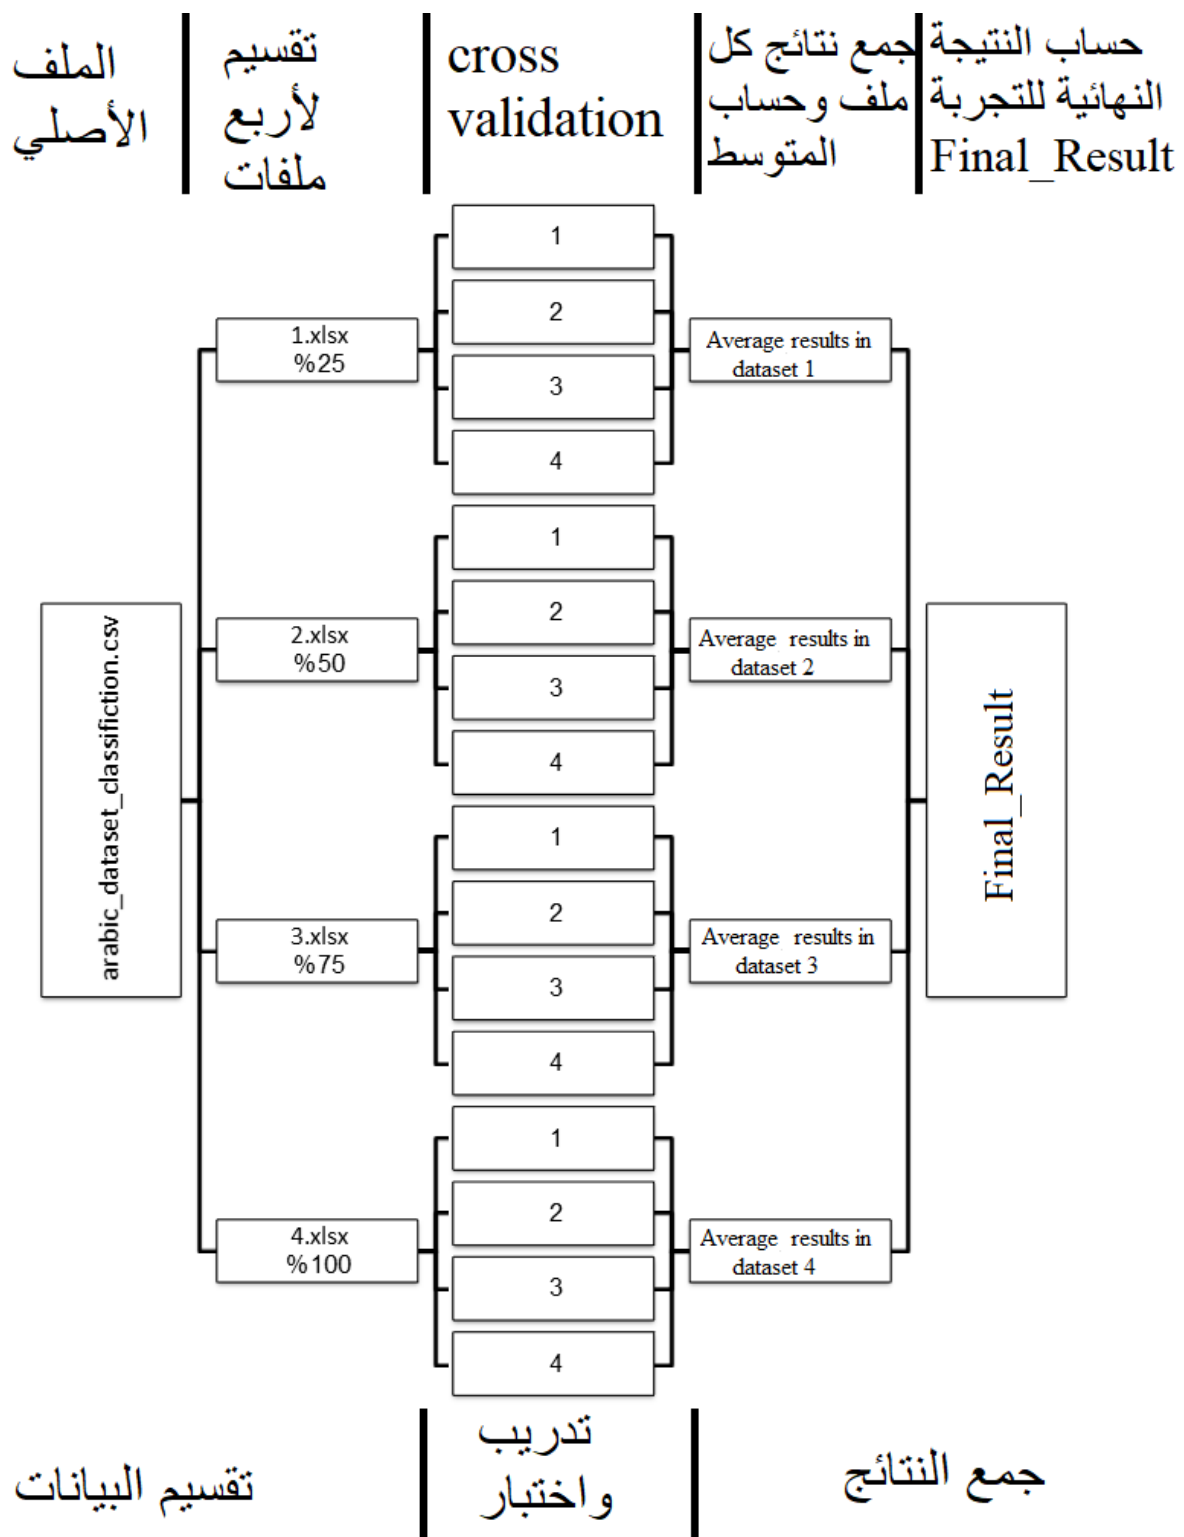 الملف
الأصلي
تقسيم
لأربع
ملفات
cross
validation
جمع نتائج كل
ملف وحساب
المتوسط
حساب النتيجة
النهائية للتجربة
Final_Result
arabic_dataset_classifiction.csv
1.xlsx
%25
1
2
3
4
Average results in
dataset 1
2.xlsx
%50
1
2
3
4
Average results in
dataset 2
3.xlsx
%75
1
2
3
4
Average results in
dataset 3
4.xlsx
%100
1
2
3
4
Average results in
dataset 4
Final_Result
تقسيم البيانات
تدريب
واختبار
جمع النتائج